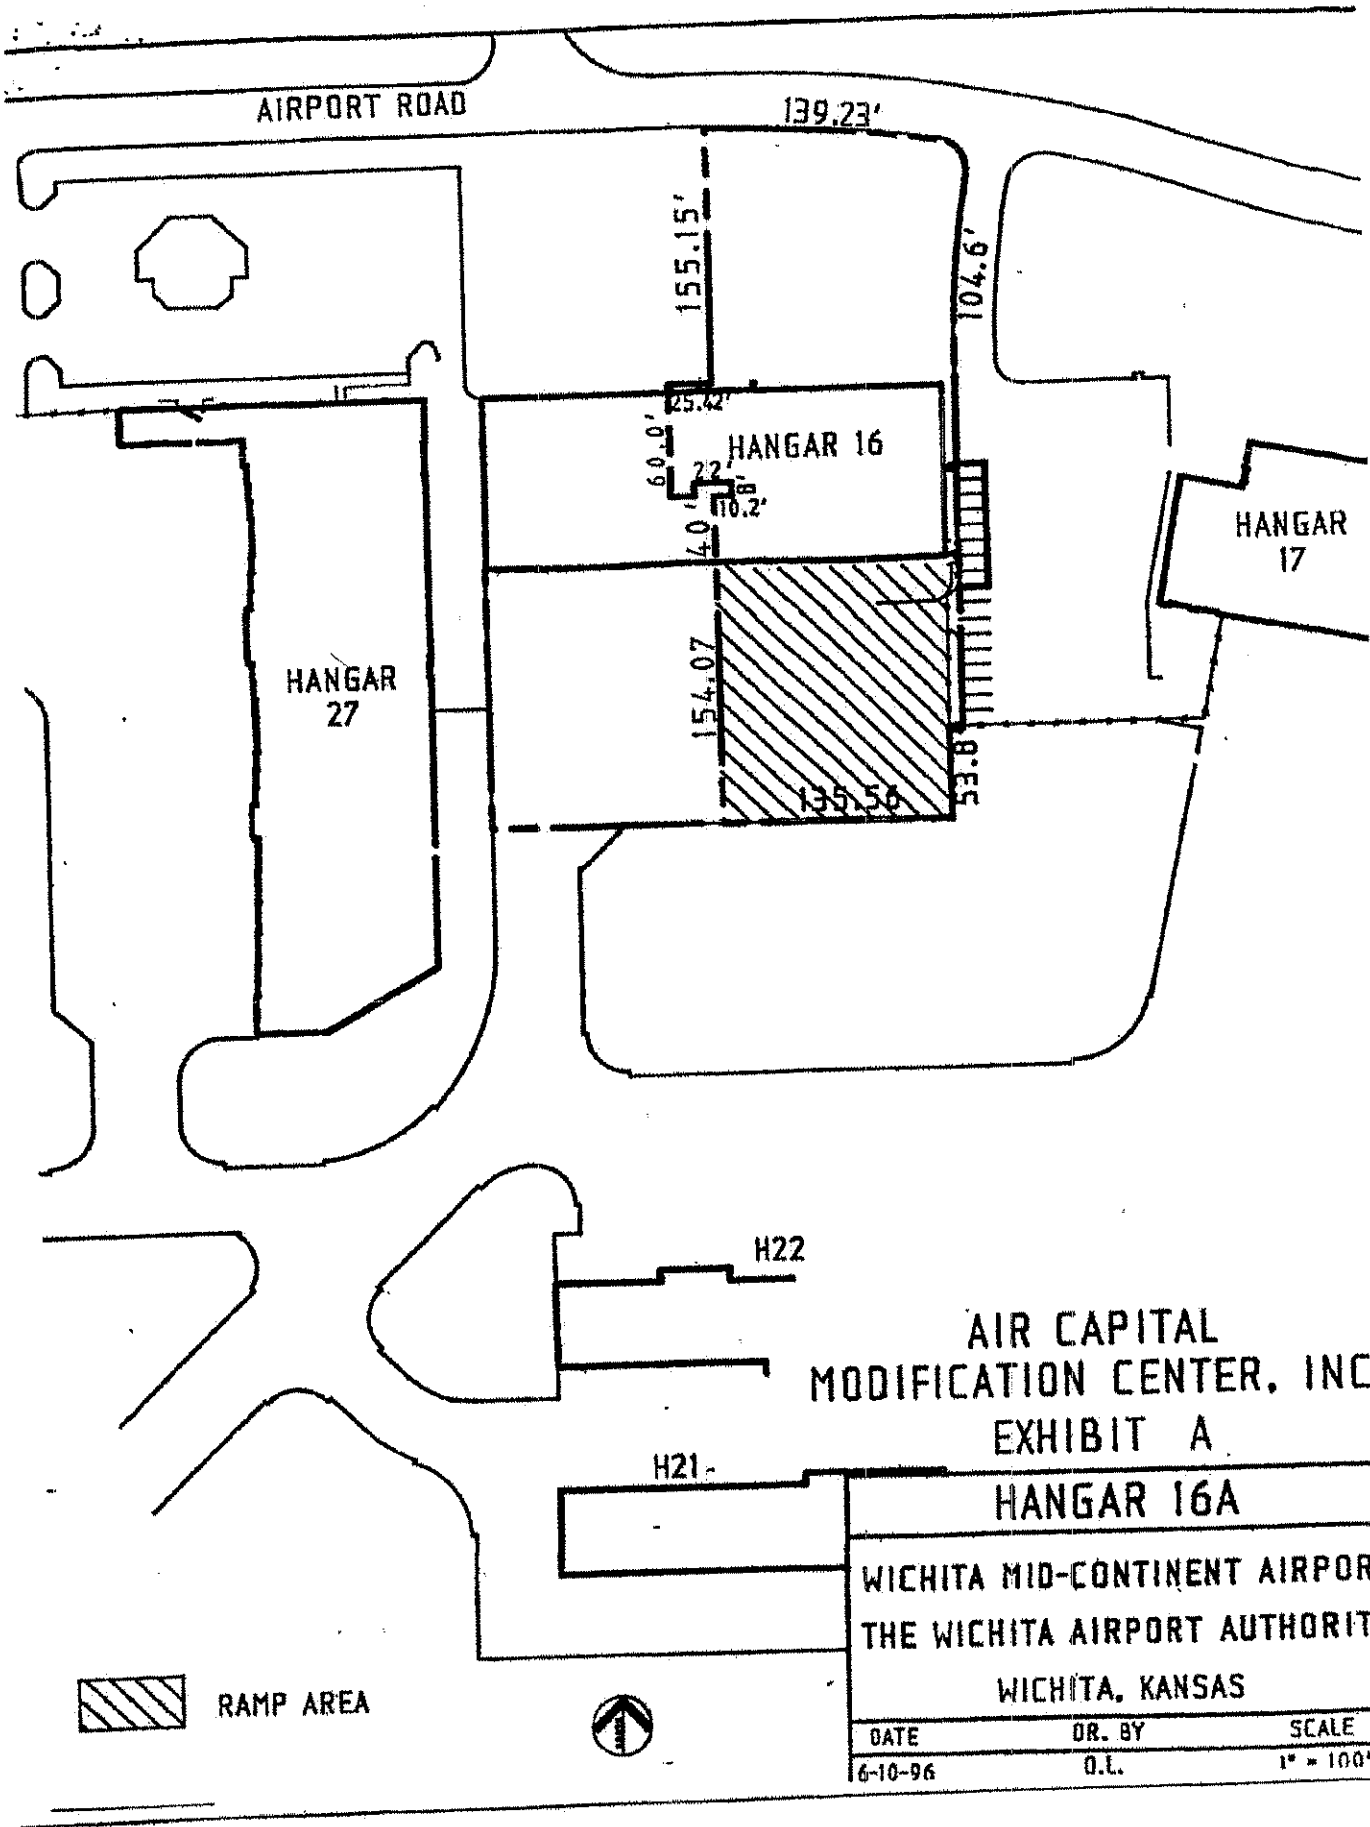 AIRPORT ROAD
139.23'
155.15'
104.6'
25.42'
60.0'
HANGAR 16
22'
8'
10.2'
40'
HANGAR
17
HANGAR
27
154.07
135.56
53.8
H22
AIR CAPITAL
MODIFICATION CENTER, INC
EXHIBIT A
H21
HANGAR 16A
WICHITA MID-CONTINENT AIRPOR
THE WICHITA AIRPORT AUTHORIT
WICHITA, KANSAS
RAMP AREA
DATE DR. BY SCALE
6-10-96 O.L. 1" = 100'